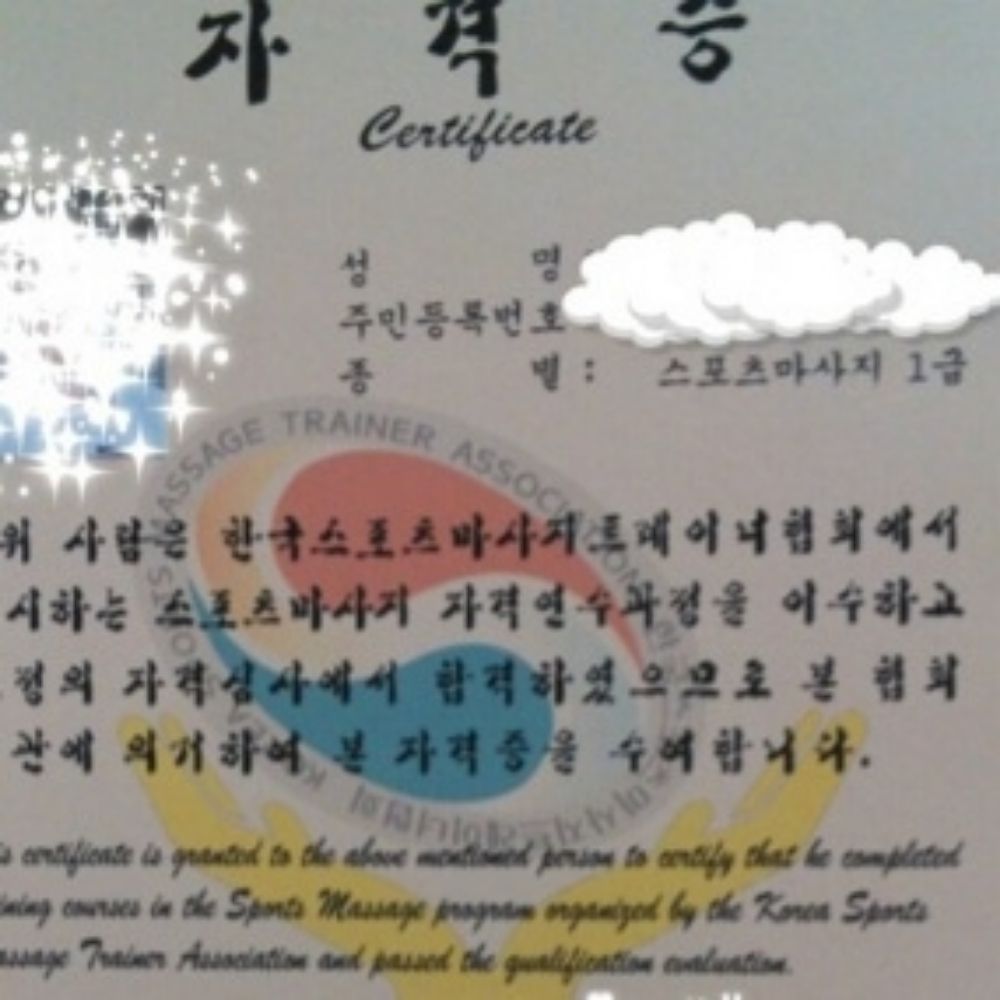 자격증
Certificate
성 명 :
주민등록번호
종 별 : 스포츠마사지 1급
MASSAGE TRAINER ASSOCIATION
위 사람은 한국스포츠마사지트레이너협회에서
시하는 스포츠마사지 자격연수과정을 이수하고
정의 자격심사에서 합격하였으므로 본 협회
관에 의거하여 본 자격증을 수여합니다.
is certificate is granted to the above mentioned person to certify that he completed
ining courses in the Sports Massage program organized by the Korea Sports
assage Trainer Association and passed the qualification evaluation.